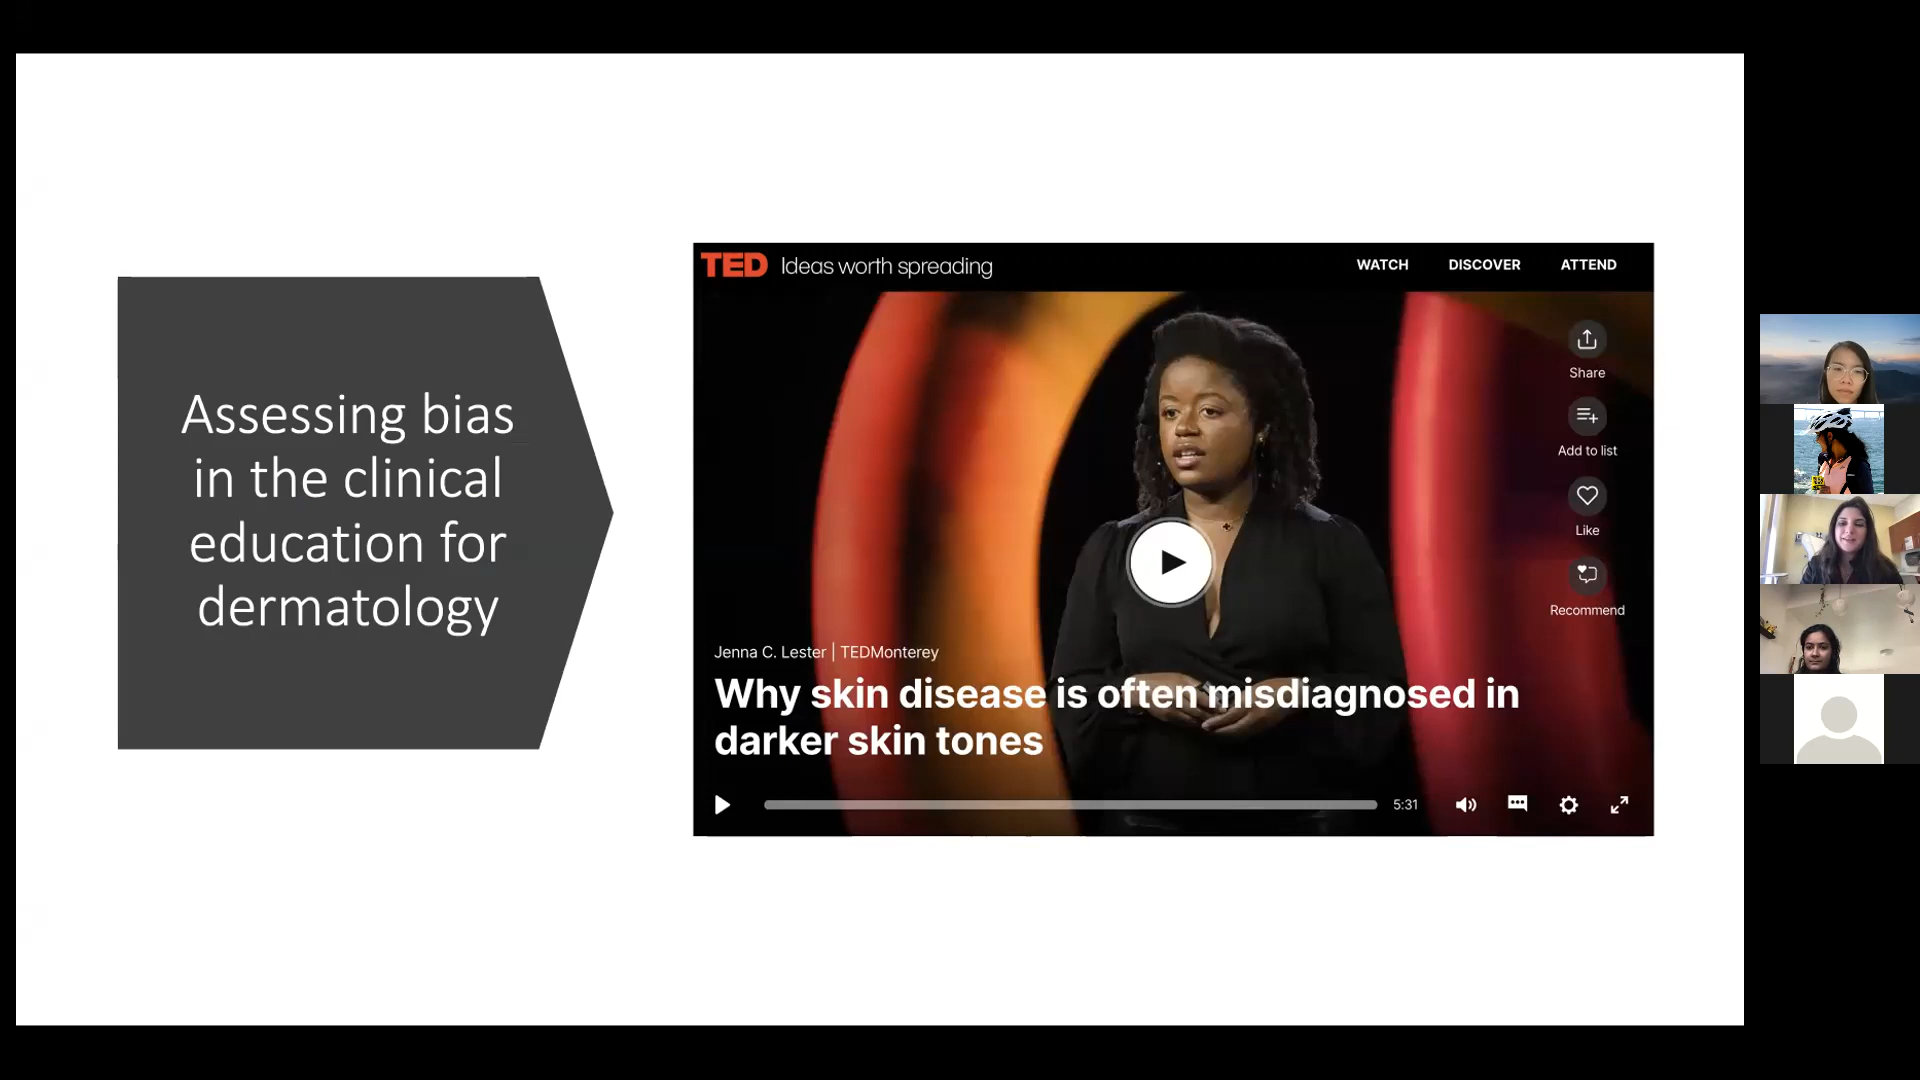 Assessing bias
in the clinical
education for
dermatology
TED Ideas worth spreading
WATCH DISCOVER ATTEND
Share
Add to list
Like
Recommend
Jenna C. Lester | TEDMonterey
Why skin disease is often misdiagnosed in
darker skin tones
5:31